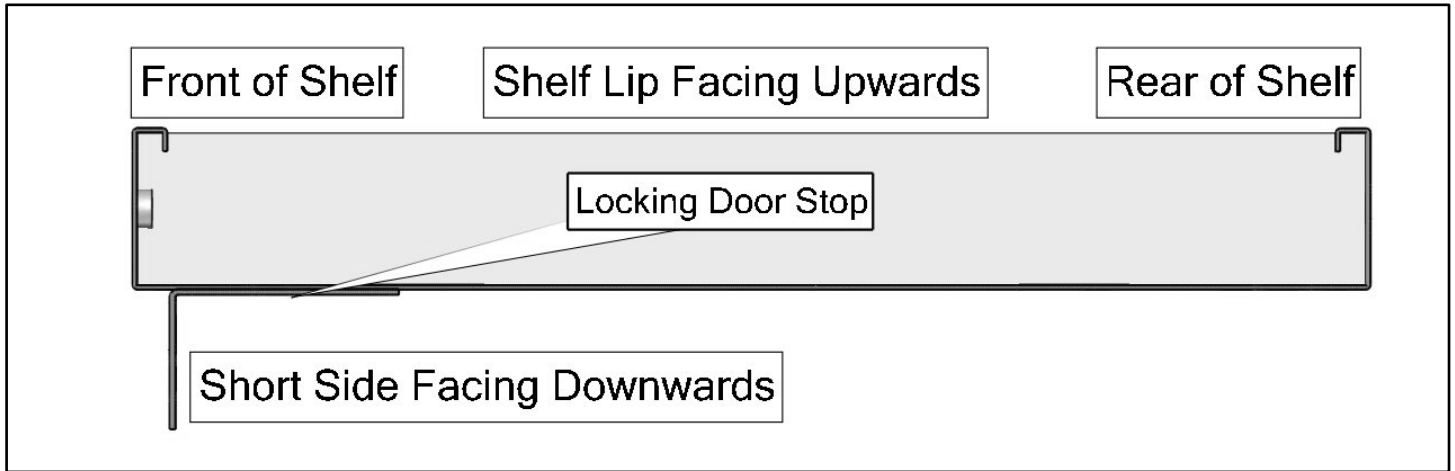 Front of Shelf
Shelf Lip Facing Upwards
Rear of Shelf
Locking Door Stop
Short Side Facing Downwards